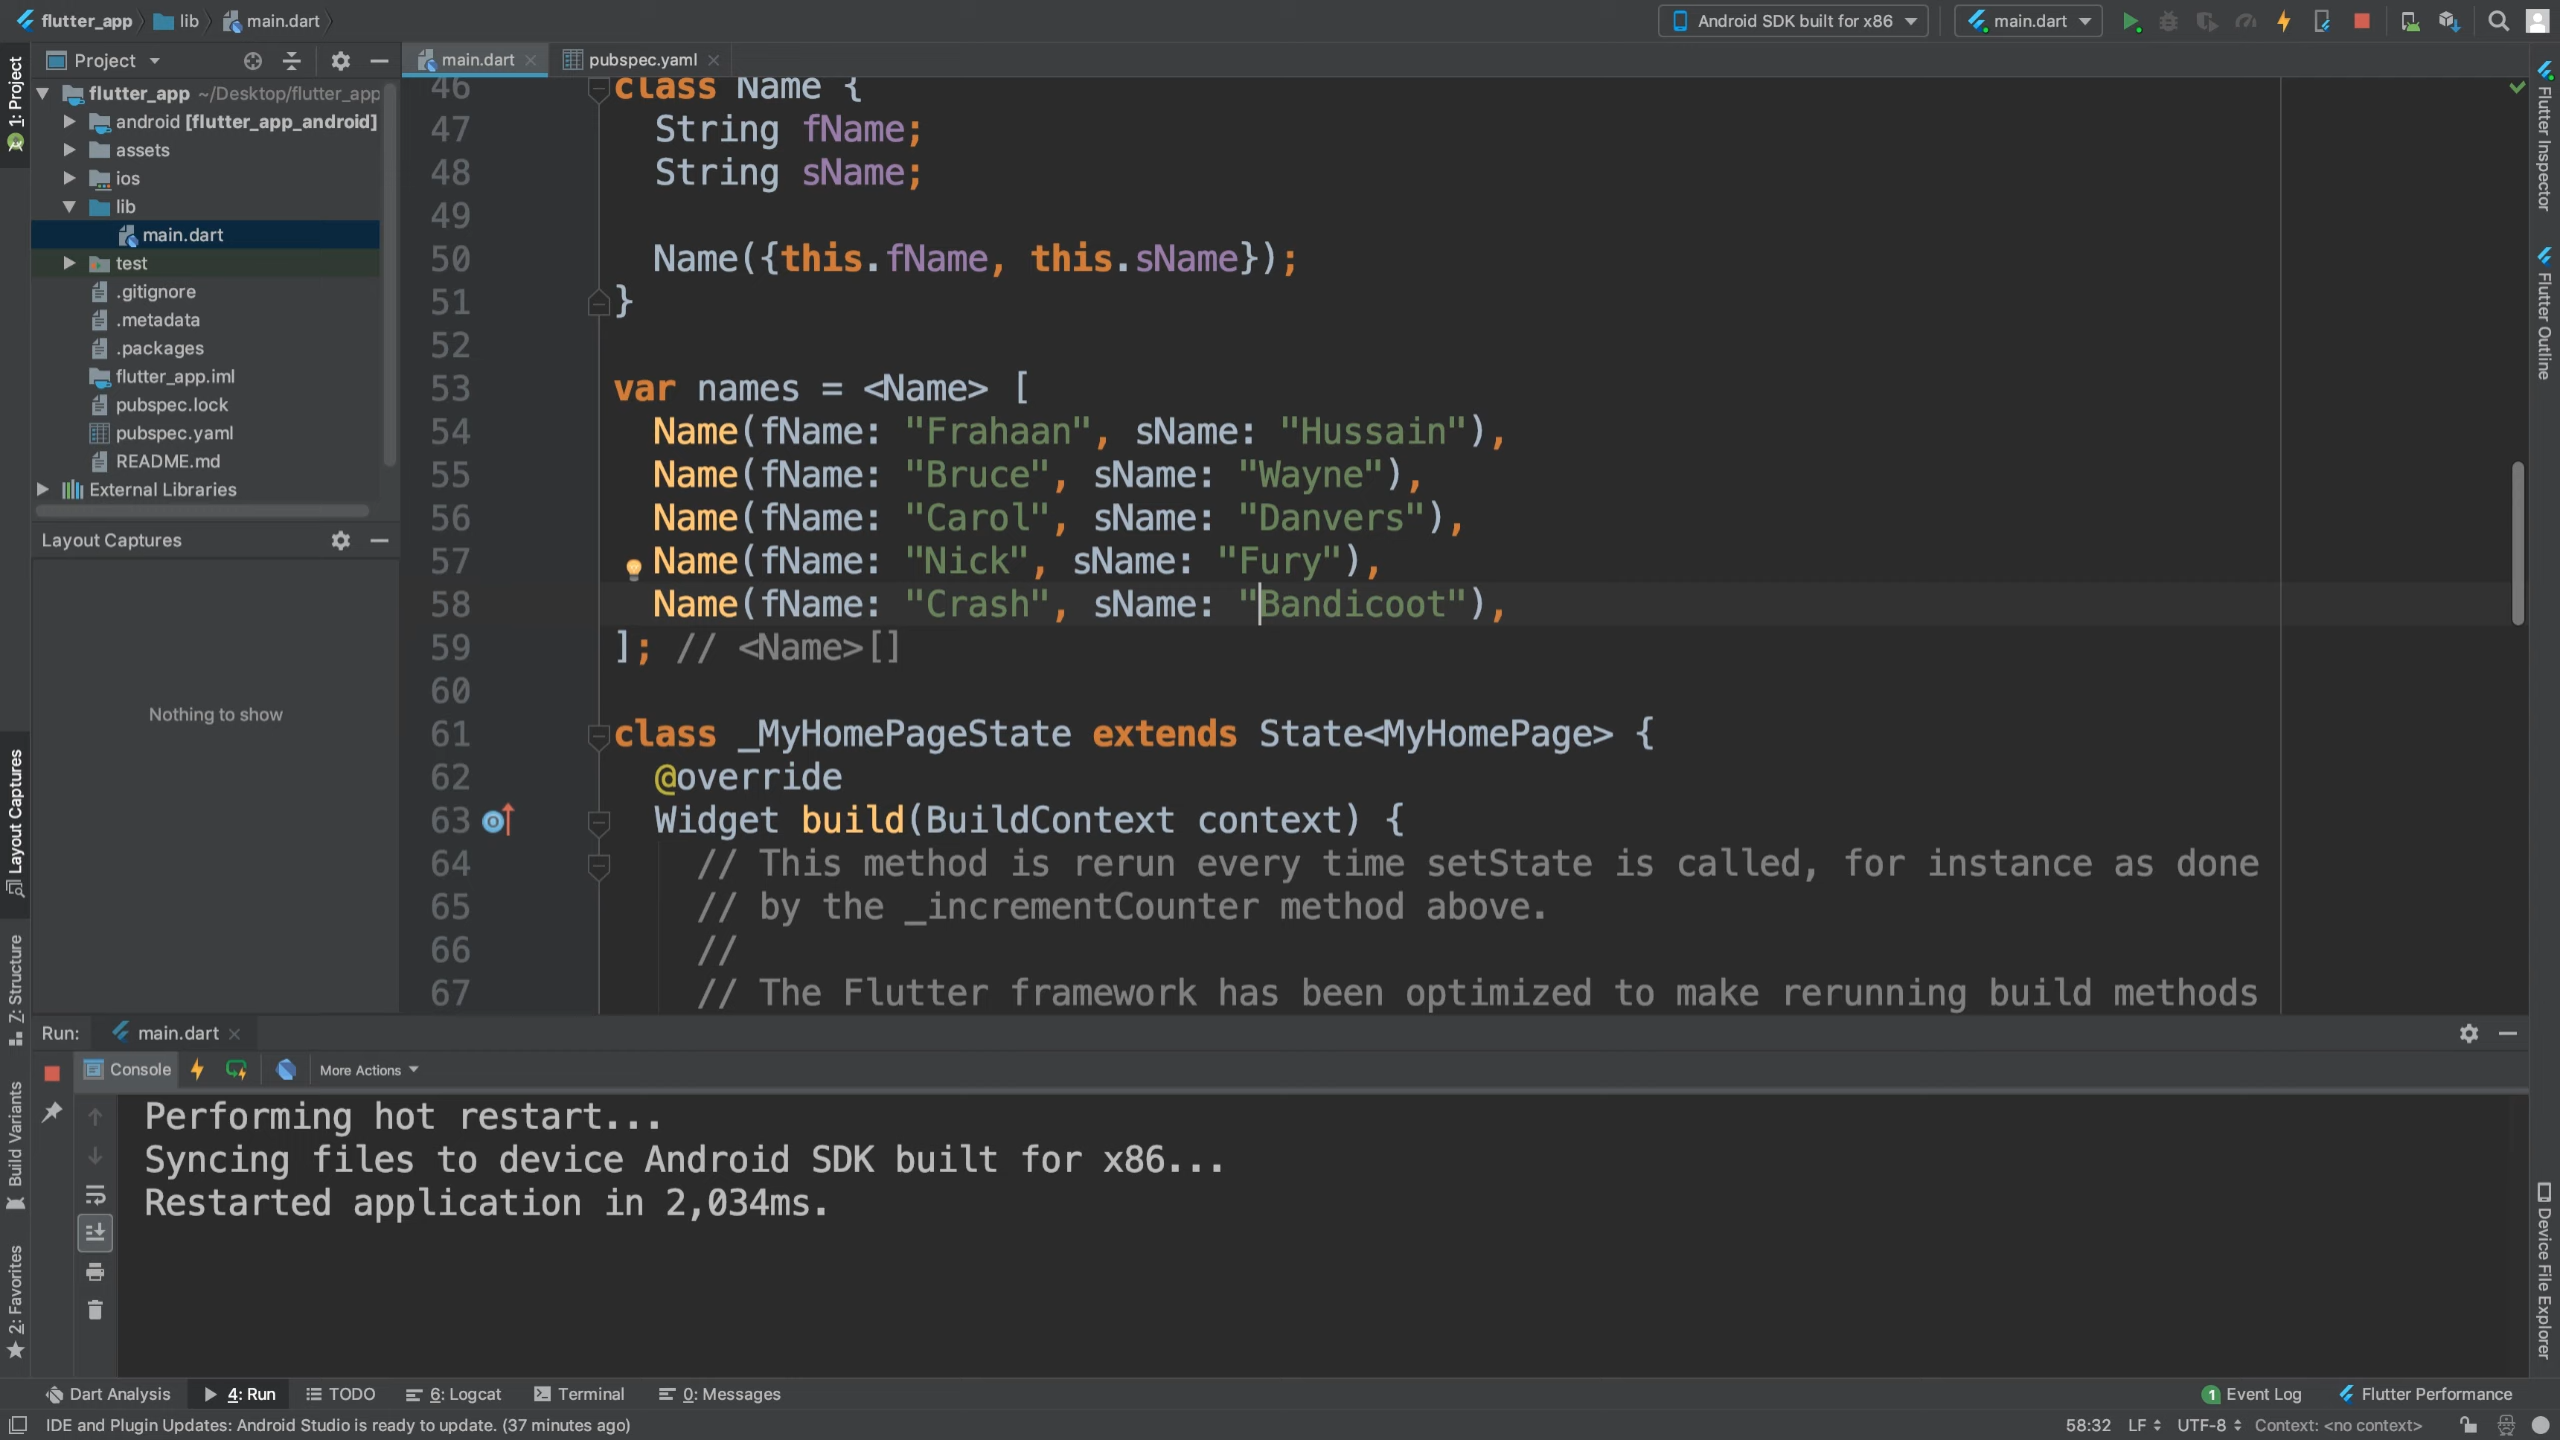 flutter_app lib main.dart Android SDK built for x86 main.dart
Project main.dart pubspec.yaml
flutter_app ~/Desktop/flutter_app
android [flutter_app_android]
assets
ios
lib
main.dart
test
.gitignore
.metadata
.packages
flutter_app.iml
pubspec.lock
pubspec.yaml
README.md
External Libraries
Layout Captures
Nothing to show
1: Project
Layout Captures
Z: Structure
Build Variants
2: Favorites
46 class Name {
47 String fName;
48 String sName;
49
50 Name({this.fName, this.sName});
51 }
52
53 var names = <Name> [
54 Name(fName: "Frahaan", sName: "Hussain"),
55 Name(fName: "Bruce", sName: "Wayne"),
56 Name(fName: "Carol", sName: "Danvers"),
57 Name(fName: "Nick", sName: "Fury"),
58 Name(fName: "Crash", sName: "Bandicoot"),
59 ]; // <Name>[]
60
61 class _MyHomePageState extends State<MyHomePage> {
62 @override
63 Widget build(BuildContext context) {
64 // This method is rerun every time setState is called, for instance as done
65 // by the _incrementCounter method above.
66 //
67 // The Flutter framework has been optimized to make rerunning build methods
Flutter Inspector
Flutter Outline
Device File Explorer
Run: main.dart
Console More Actions
Performing hot restart...
Syncing files to device Android SDK built for x86...
Restarted application in 2,034ms.
Dart Analysis 4: Run TODO 6: Logcat Terminal 0: Messages 1 Event Log Flutter Performance
IDE and Plugin Updates: Android Studio is ready to update. (37 minutes ago) 58:32 LF UTF-8 Context: <no context>